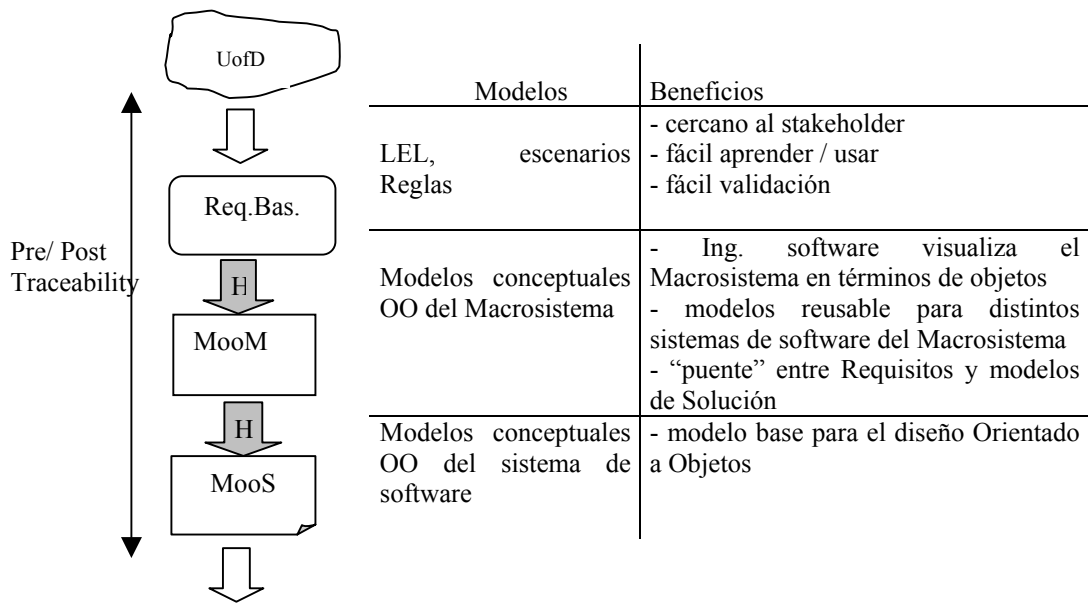 UofD
Modelos
Beneficios
LEL, escenarios
Reglas
- cercano al stakeholder
- fácil aprender / usar
- fácil validación
Req.Bas.
Pre/ Post
Traceability
H
Modelos conceptuales
OO del Macrosistema
- Ing. software visualiza el
Macrosistema en términos de objetos
- modelos reusable para distintos
sistemas de software del Macrosistema
- “puente” entre Requisitos y modelos
de Solución
MooM
H
Modelos conceptuales
OO del sistema de
software
- modelo base para el diseño Orientado
a Objetos
MooS